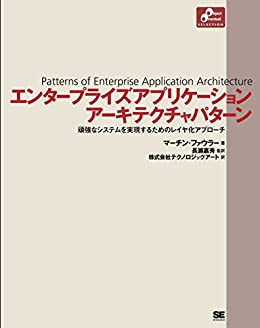 Object
Oriented
SELECTION
Patterns of Enterprise Application Architecture
エンタープライズアプリケーション
アーキテクチャパターン
頑強なシステムを実現するためのレイヤ化アプローチ
マーチン・ファウラー 著
長瀬嘉秀 監訳
株式会社テクノロジックアート 訳
SE
SHOEISHA